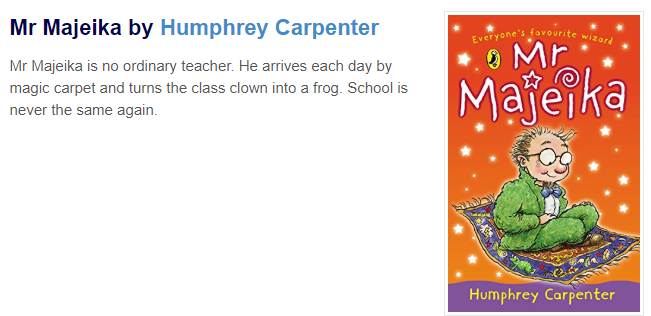 Mr Majeika by Humphrey Carpenter
Mr Majeika is no ordinary teacher. He arrives each day by
magic carpet and turns the class clown into a frog. School is
never the same again.
Everyone's favourite wizard
Mr
Majeika
Humphrey Carpenter